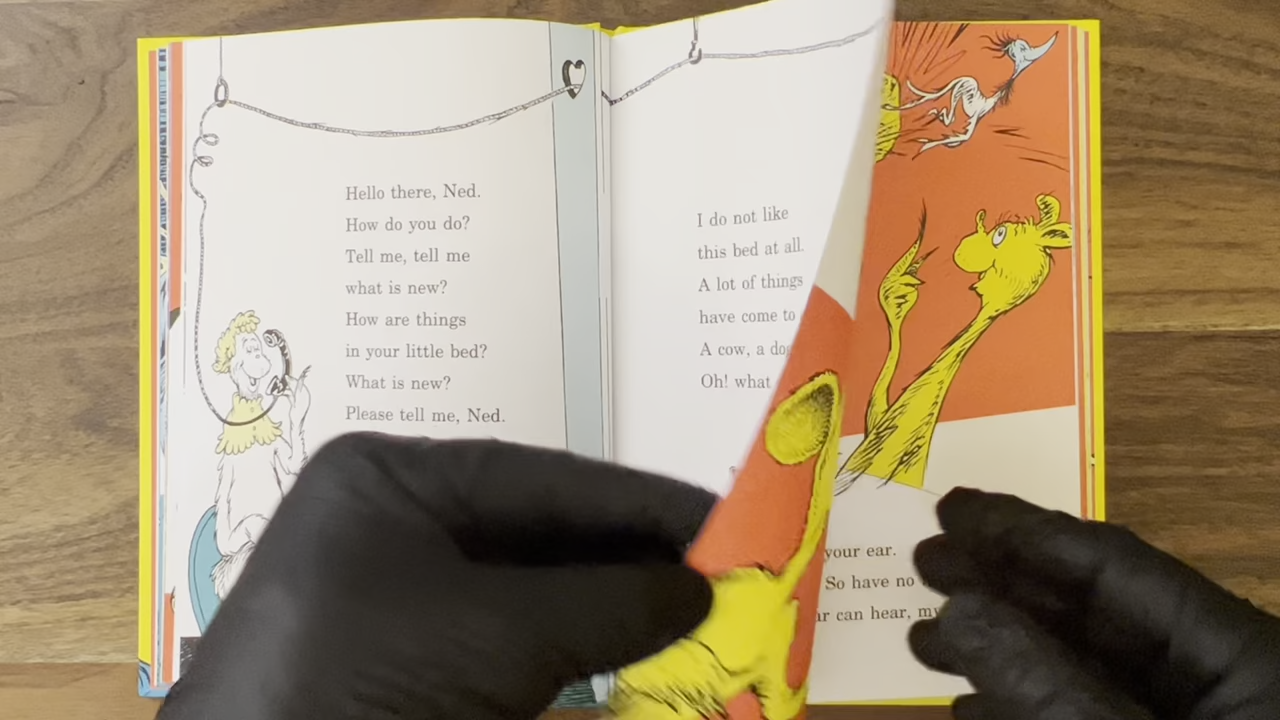 Hello there, Ned.
How do you do?
Tell me, tell me
what is new?
How are things
in your little bed?
What is new?
Please tell me, Ned.
I do not like
this bed at all.
A lot of things
have come to
A cow, a
Oh! what
your ear.
So have no
can hear,